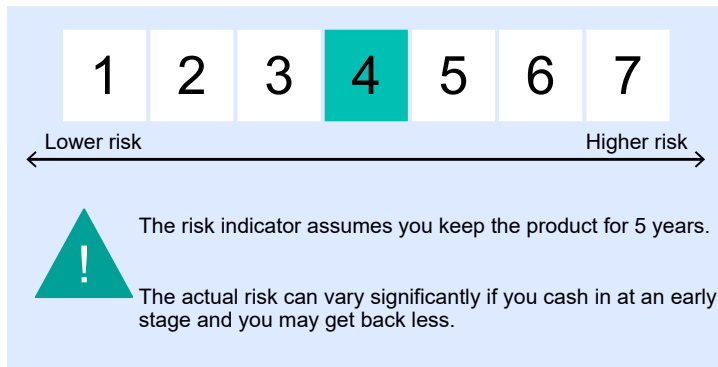 1 2 3 4 5 6 7
Lower risk Higher risk
!
The risk indicator assumes you keep the product for 5 years.
The actual risk can vary significantly if you cash in at an early
stage and you may get back less.